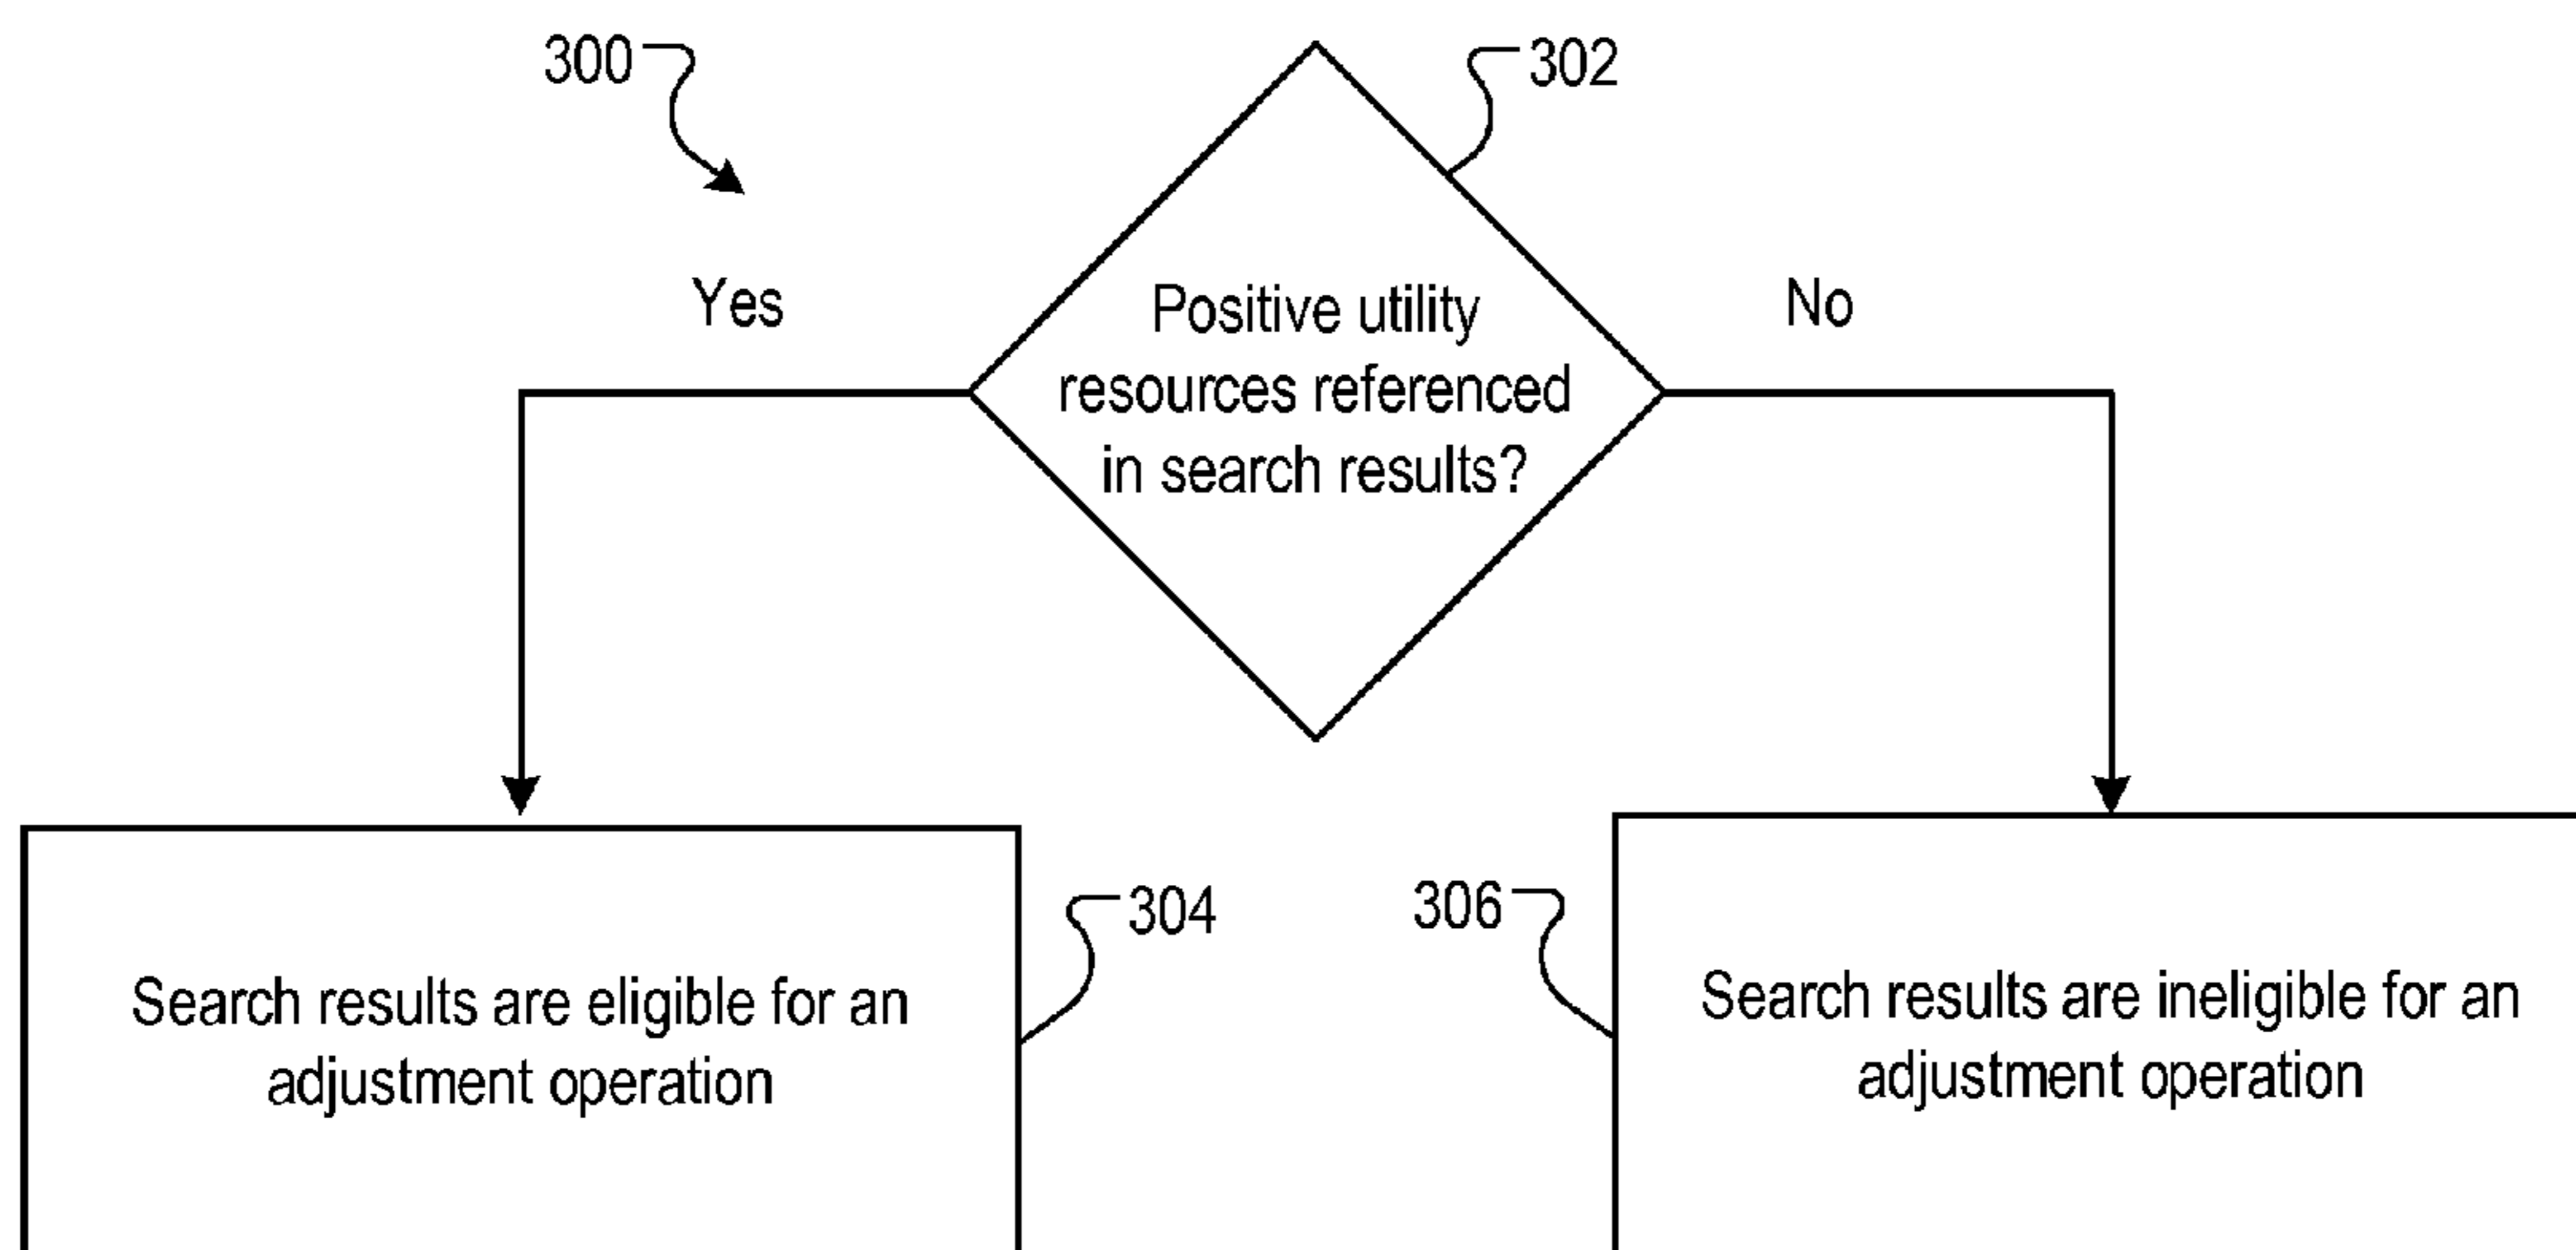 300
302
Yes
Positive utility
resources referenced
in search results?
No
304
306
Search results are eligible for an
adjustment operation
Search results are ineligible for an
adjustment operation